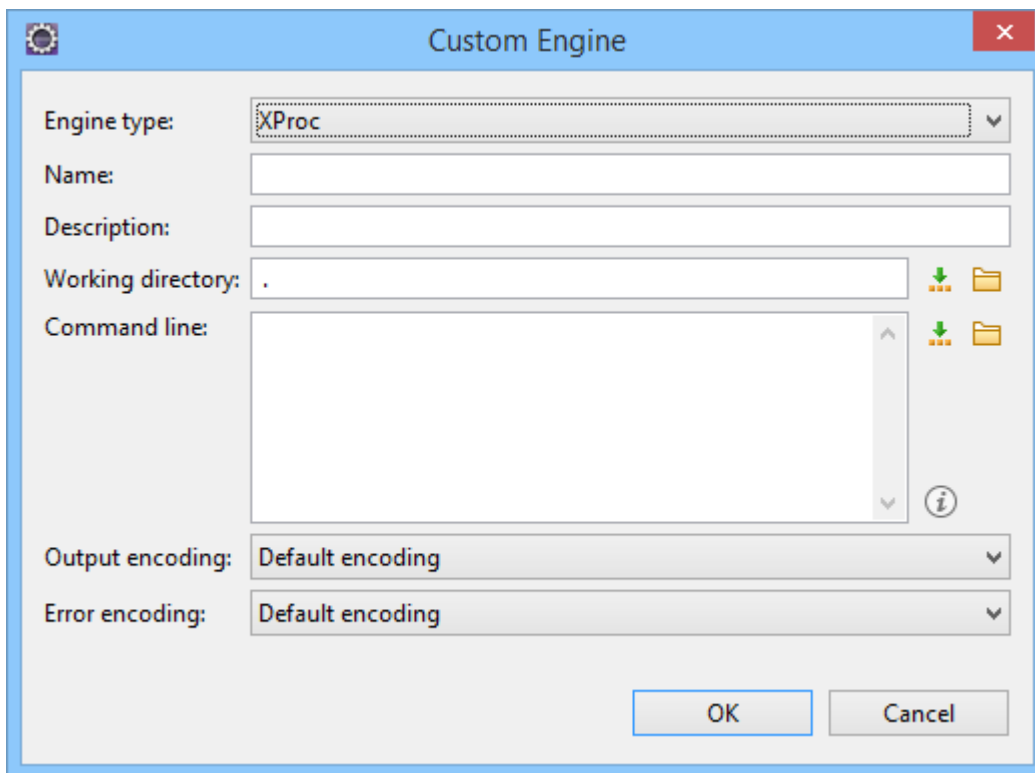 Custom Engine
Engine type: XProc
Name:
Description:
Working directory: .
Command line:
Output encoding: Default encoding
Error encoding: Default encoding
OK Cancel